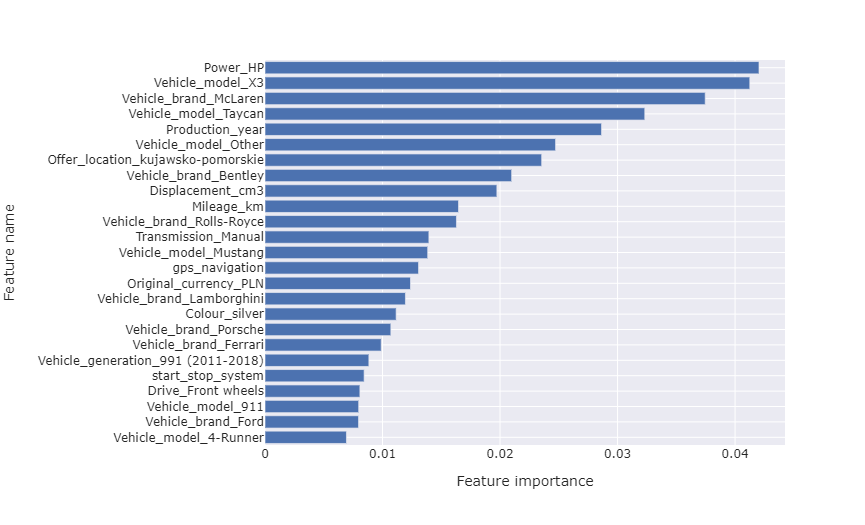 Power_HP
Vehicle_model_X3
Vehicle_brand_McLaren
Vehicle_model_Taycan
Production_year
Vehicle_model_Other
Offer_location_kujawsko-pomorskie
Vehicle_brand_Bentley
Displacement_cm3
Mileage_km
Vehicle_brand_Rolls-Royce
Transmission_Manual
Vehicle_model_Mustang
gps_navigation
Original_currency_PLN
Vehicle_brand_Lamborghini
Colour_silver
Vehicle_brand_Porsche
Vehicle_brand_Ferrari
Vehicle_generation_991 (2011-2018)
start_stop_system
Drive_Front wheels
Vehicle_model_911
Vehicle_brand_Ford
Vehicle_model_4-Runner
Feature name
0 0.01 0.02 0.03 0.04
Feature importance